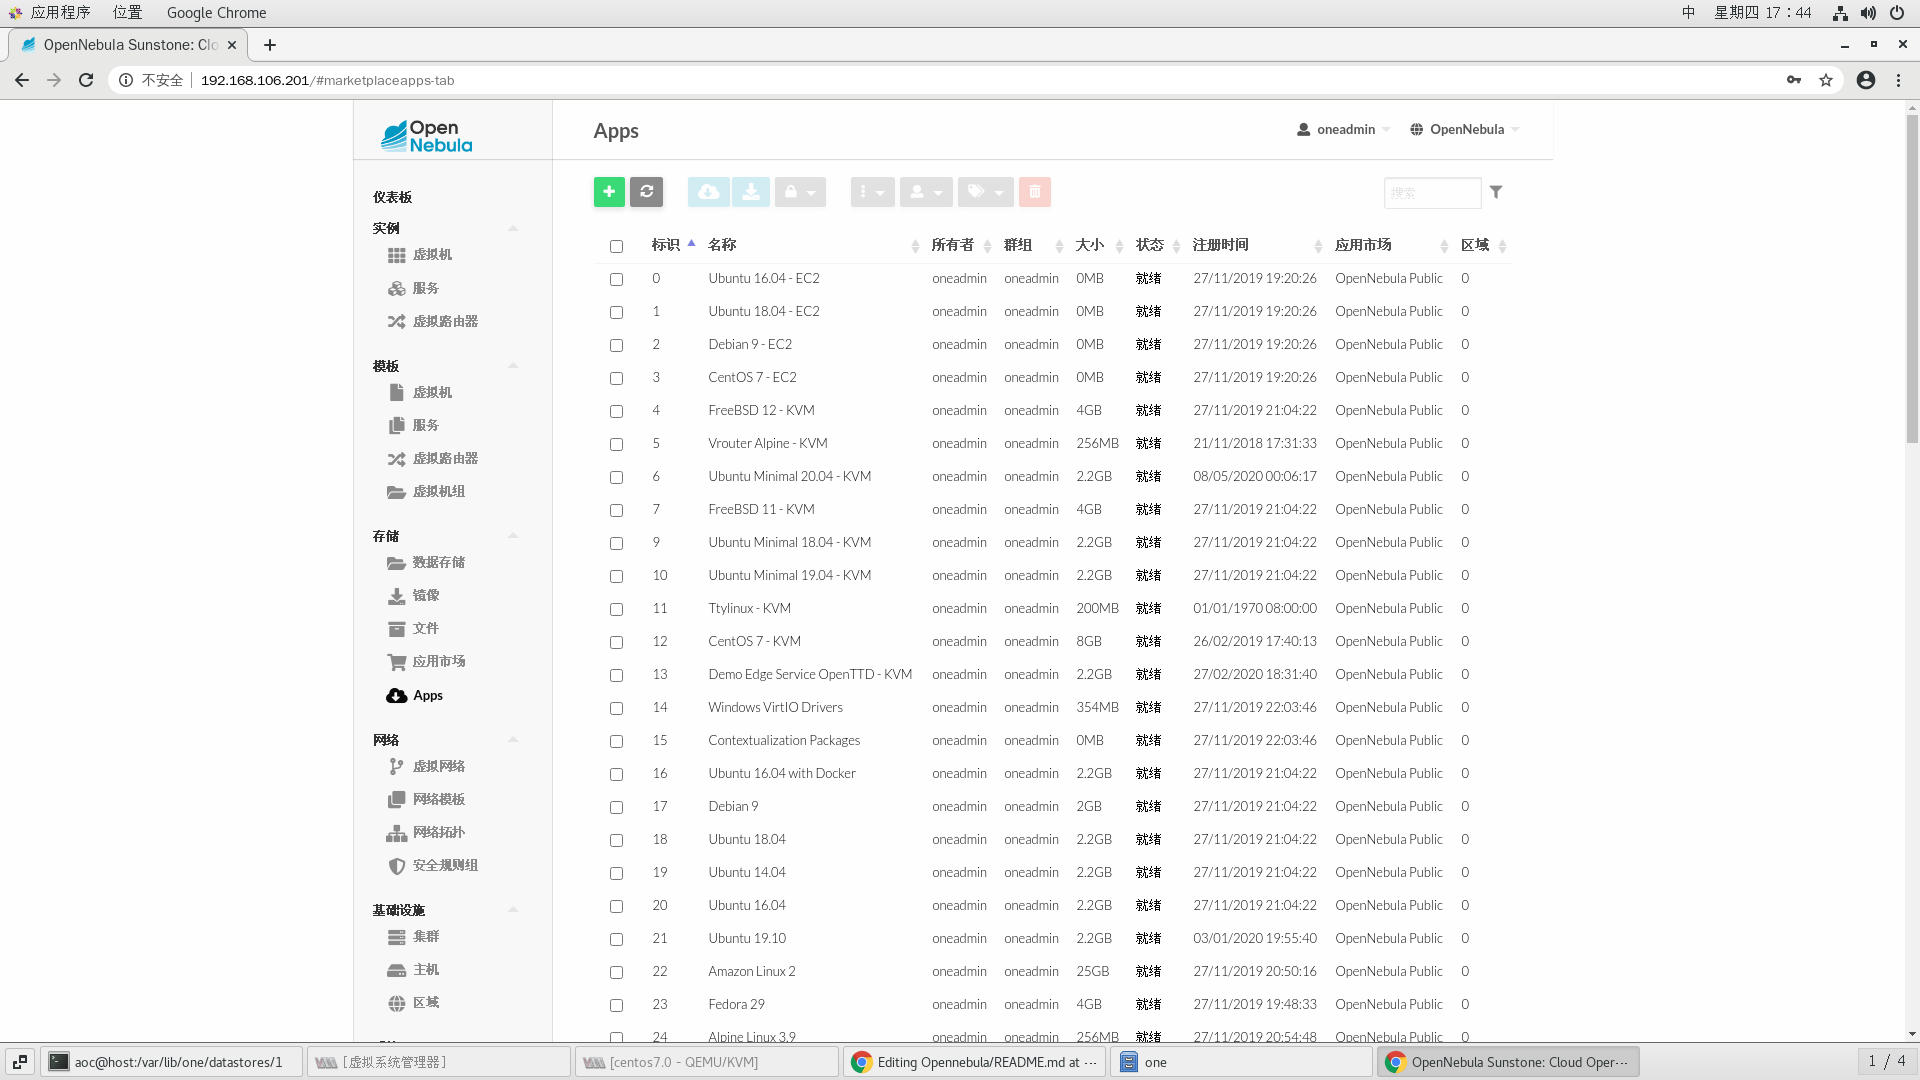 应用程序 位置 Google Chrome 中 星期四 17：44
OpenNebula Sunstone: Clo
不安全 192.168.106.201/#marketplaceapps-tab
Open Nebula
Apps oneadmin OpenNebula
搜索
仪表板
实例
虚拟机
服务
虚拟路由器
模板
虚拟机
服务
虚拟路由器
虚拟机组
存储
数据存储
镜像
文件
应用市场
Apps
网络
虚拟网络
网络模板
网络拓扑
安全规则组
基础设施
集群
主机
区域
标识 名称 所有者 群组 大小 状态 注册时间 应用市场 区域
0 Ubuntu 16.04 - EC2 oneadmin oneadmin 0MB 就绪 27/11/2019 19:20:26 OpenNebula Public 0
1 Ubuntu 18.04 - EC2 oneadmin oneadmin 0MB 就绪 27/11/2019 19:20:26 OpenNebula Public 0
2 Debian 9 - EC2 oneadmin oneadmin 0MB 就绪 27/11/2019 19:20:26 OpenNebula Public 0
3 CentOS 7 - EC2 oneadmin oneadmin 0MB 就绪 27/11/2019 19:20:26 OpenNebula Public 0
4 FreeBSD 12 - KVM oneadmin oneadmin 4GB 就绪 27/11/2019 21:04:22 OpenNebula Public 0
5 Vrouter Alpine - KVM oneadmin oneadmin 256MB 就绪 21/11/2018 17:31:33 OpenNebula Public 0
6 Ubuntu Minimal 20.04 - KVM oneadmin oneadmin 2.2GB 就绪 08/05/2020 00:06:17 OpenNebula Public 0
7 FreeBSD 11 - KVM oneadmin oneadmin 4GB 就绪 27/11/2019 21:04:22 OpenNebula Public 0
9 Ubuntu Minimal 18.04 - KVM oneadmin oneadmin 2.2GB 就绪 27/11/2019 21:04:22 OpenNebula Public 0
10 Ubuntu Minimal 19.04 - KVM oneadmin oneadmin 2.2GB 就绪 27/11/2019 21:04:22 OpenNebula Public 0
11 Ttylinux - KVM oneadmin oneadmin 200MB 就绪 01/01/1970 08:00:00 OpenNebula Public 0
12 CentOS 7 - KVM oneadmin oneadmin 8GB 就绪 26/02/2019 17:40:13 OpenNebula Public 0
13 Demo Edge Service OpenTTD - KVM oneadmin oneadmin 2.2GB 就绪 27/02/2020 18:31:40 OpenNebula Public 0
14 Windows VirtIO Drivers oneadmin oneadmin 354MB 就绪 27/11/2019 22:03:46 OpenNebula Public 0
15 Contextualization Packages oneadmin oneadmin 0MB 就绪 27/11/2019 22:03:46 OpenNebula Public 0
16 Ubuntu 16.04 with Docker oneadmin oneadmin 2.2GB 就绪 27/11/2019 21:04:22 OpenNebula Public 0
17 Debian 9 oneadmin oneadmin 2GB 就绪 27/11/2019 21:04:22 OpenNebula Public 0
18 Ubuntu 18.04 oneadmin oneadmin 2.2GB 就绪 27/11/2019 21:04:22 OpenNebula Public 0
19 Ubuntu 14.04 oneadmin oneadmin 2.2GB 就绪 27/11/2019 21:04:22 OpenNebula Public 0
20 Ubuntu 16.04 oneadmin oneadmin 2.2GB 就绪 27/11/2019 21:04:22 OpenNebula Public 0
21 Ubuntu 19.10 oneadmin oneadmin 2.2GB 就绪 03/01/2020 19:55:40 OpenNebula Public 0
22 Amazon Linux 2 oneadmin oneadmin 25GB 就绪 27/11/2019 20:50:16 OpenNebula Public 0
23 Fedora 29 oneadmin oneadmin 4GB 就绪 27/11/2019 19:48:33 OpenNebula Public 0
24 Alpine Linux 3.9 oneadmin oneadmin 256MB 就绪 27/11/2019 20:54:48 OpenNebula Public 0
aoc@host:/var/lib/one/datastores/1 [虚拟系统管理器] [centos7.0 - QEMU/KVM] Editing Opennebula/README.md at ··· one OpenNebula Sunstone: Cloud Oper··· 1 / 4